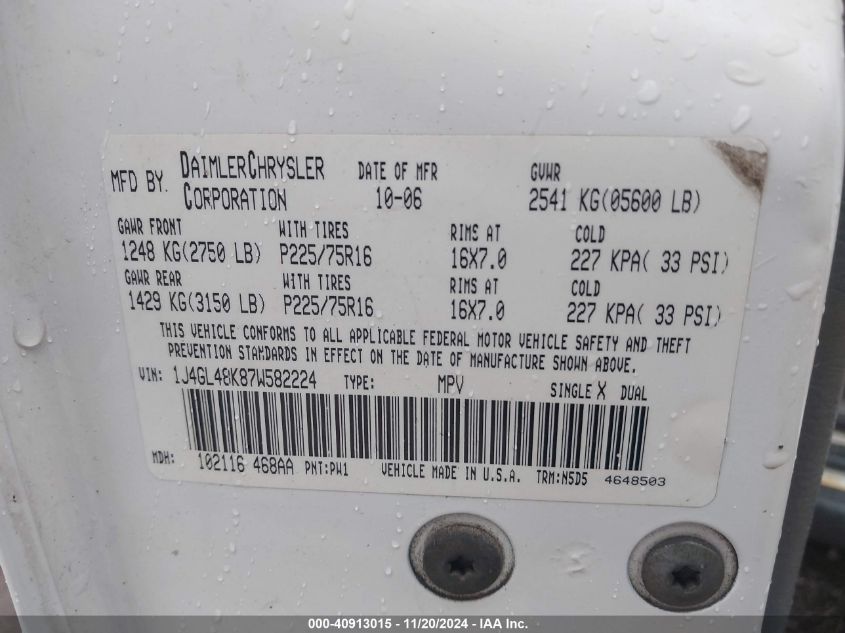 MFD BY. DAIMLERCHRYSLER CORPORATION DATE OF MFR 10-06 GVWR 2541 KG(05600 LB)
GAWR FRONT WITH TIRES RIMS AT COLD
1248 KG(2750 LB) P225/75R16 16X7.0 227 KPA( 33 PSI)
GAWR REAR WITH TIRES RIMS AT COLD
1429 KG(3150 LB) P225/75R16 16X7.0 227 KPA( 33 PSI)
THIS VEHICLE CONFORMS TO ALL APPLICABLE FEDERAL MOTOR VEHICLE SAFETY AND THEFT
PREVENTION STANDARDS IN EFFECT ON THE DATE OF MANUFACTURE SHOWN ABOVE.
VIN: 1J4GL48K87W582224 TYPE: MPV SINGLE X DUAL
MDH: 102116 468AA PNT:PW1 VEHICLE MADE IN U.S.A. TRM:N5D5 4648503
000-40913015 - 11/20/2024 - IAA Inc.